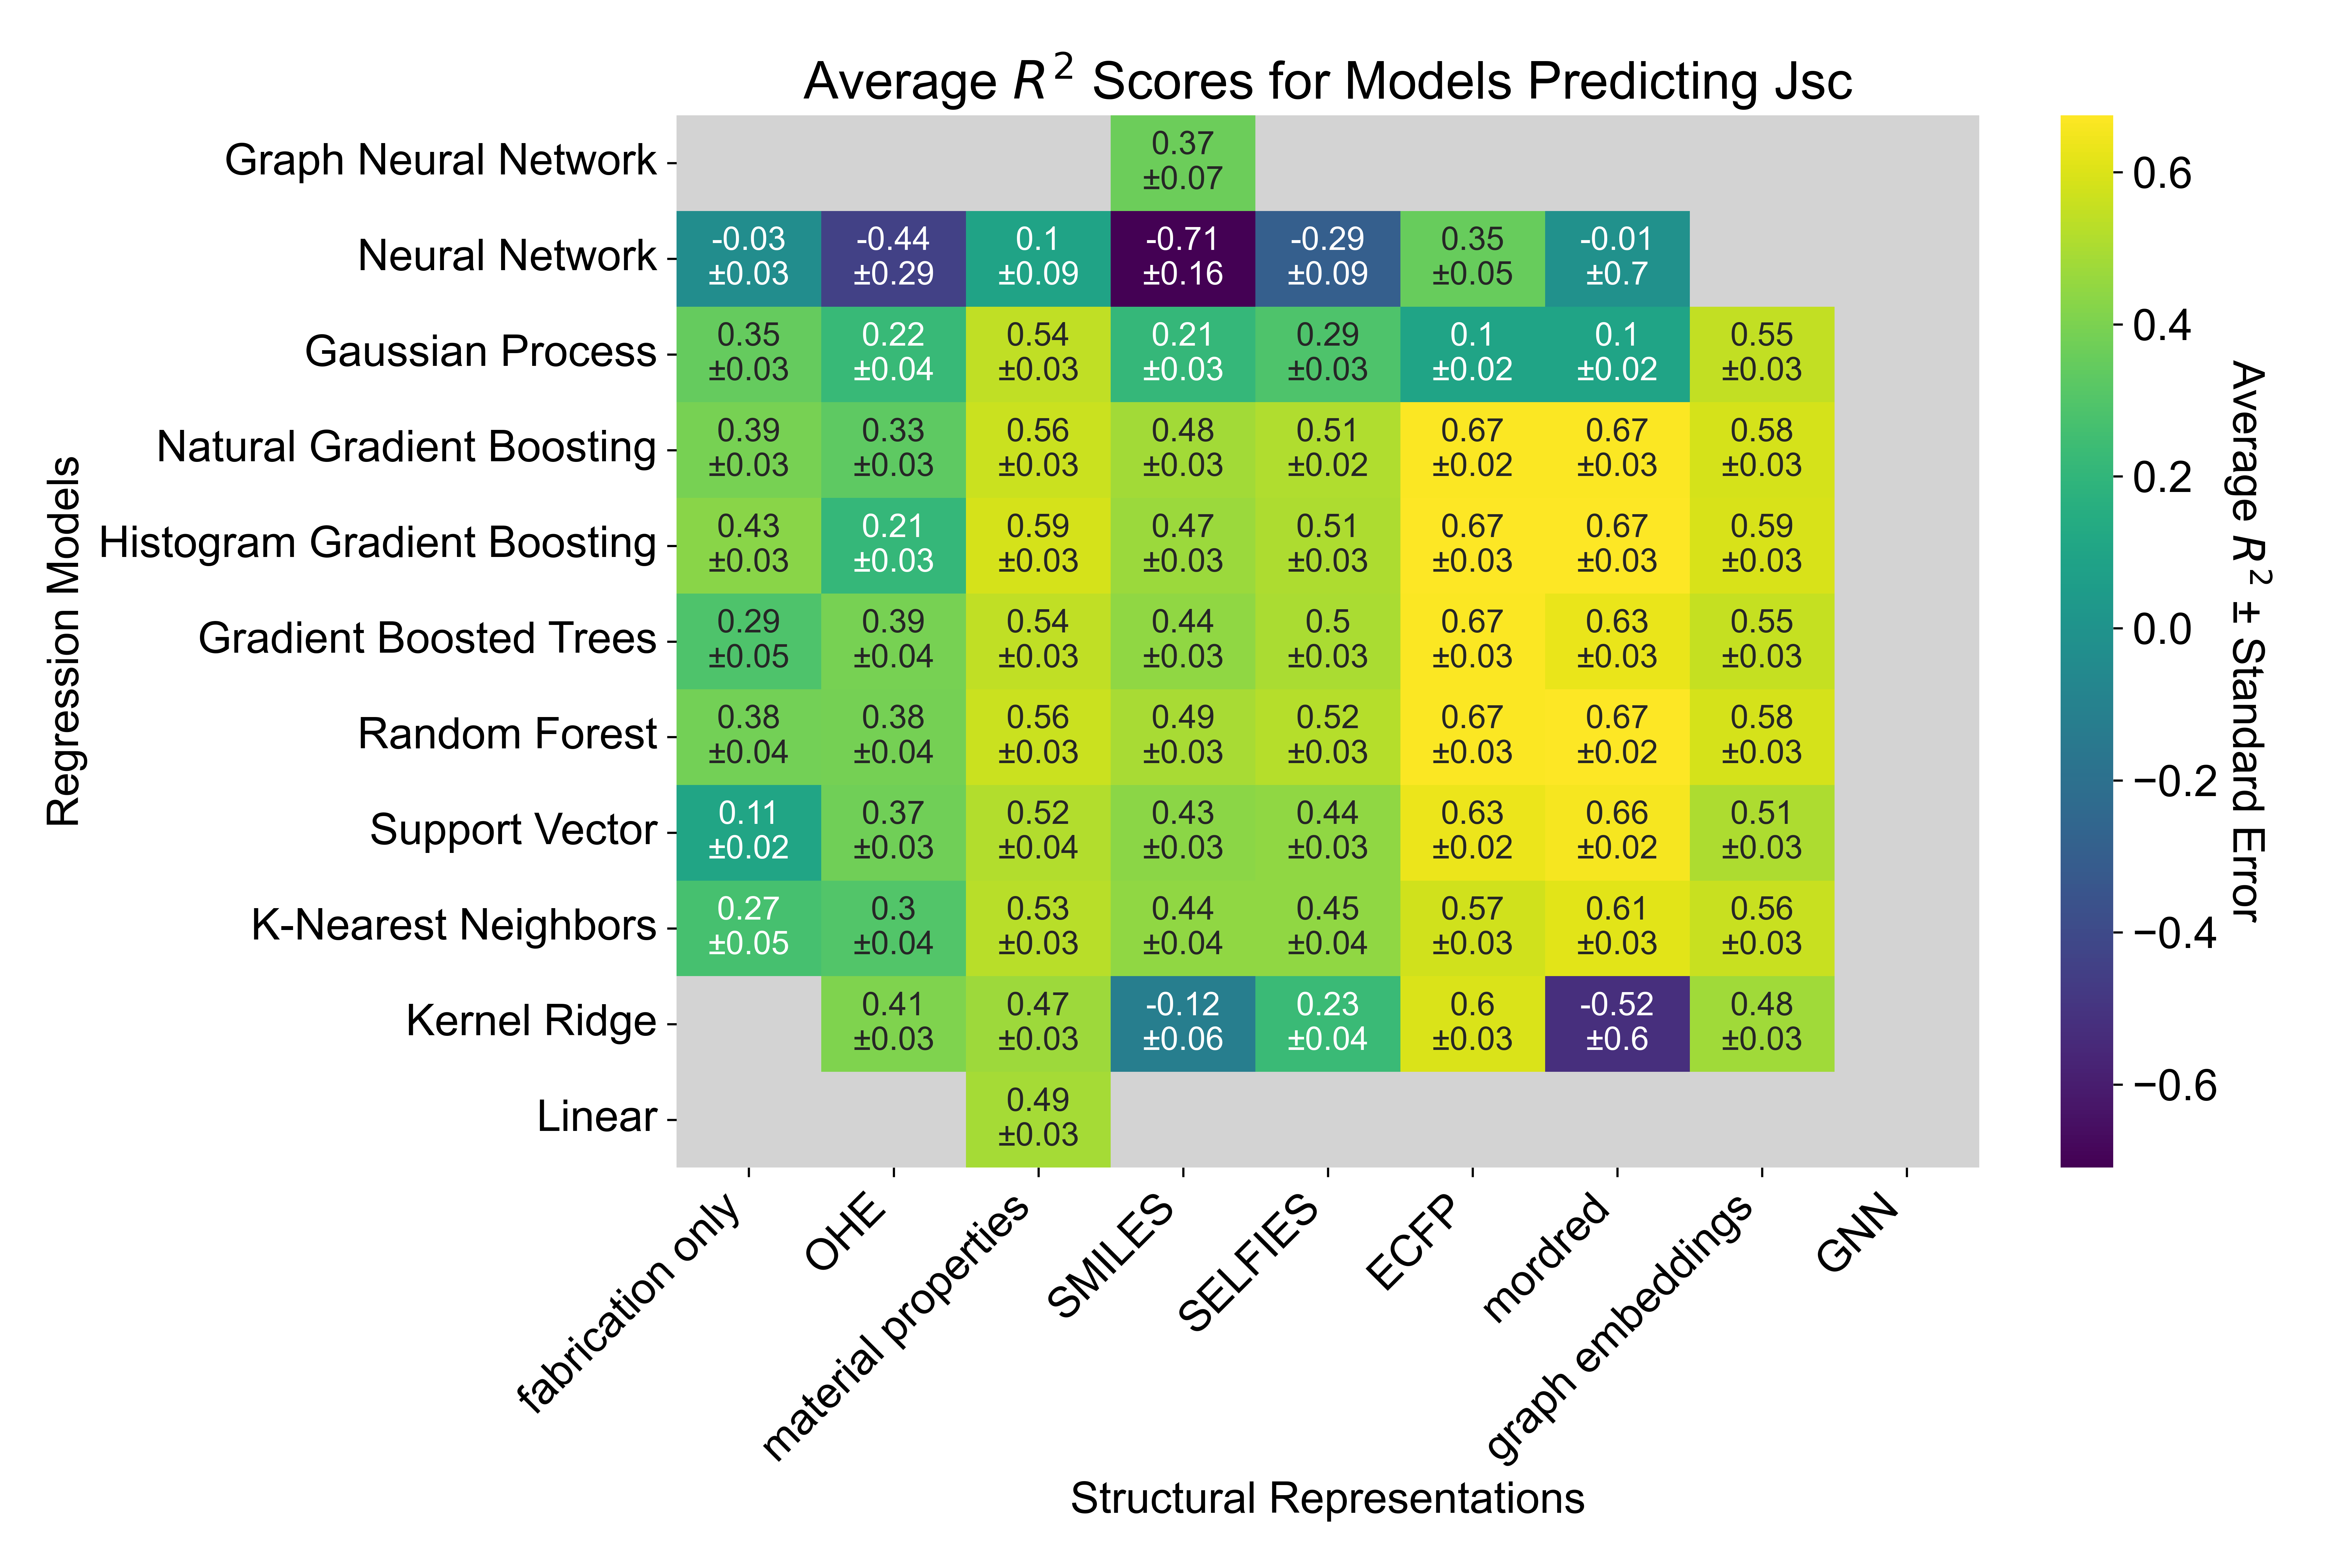 Average R² Scores for Models Predicting Jsc
Graph Neural Network
0.37
±0.07
Neural Network
-0.03 -0.44 0.1 -0.71 -0.29 0.35 -0.01
±0.03 ±0.29 ±0.09 ±0.16 ±0.09 ±0.05 ±0.7
Gaussian Process
0.35 0.22 0.54 0.21 0.29 0.1 0.1 0.55
±0.03 ±0.04 ±0.03 ±0.03 ±0.03 ±0.02 ±0.02 ±0.03
Natural Gradient Boosting
0.39 0.33 0.56 0.48 0.51 0.67 0.67 0.58
±0.03 ±0.03 ±0.03 ±0.03 ±0.02 ±0.02 ±0.03 ±0.03
Histogram Gradient Boosting
0.43 0.21 0.59 0.47 0.51 0.67 0.67 0.59
±0.03 ±0.03 ±0.03 ±0.03 ±0.03 ±0.03 ±0.03 ±0.03
Gradient Boosted Trees
0.29 0.39 0.54 0.44 0.5 0.67 0.63 0.55
±0.05 ±0.04 ±0.03 ±0.03 ±0.03 ±0.03 ±0.03 ±0.03
Random Forest
0.38 0.38 0.56 0.49 0.52 0.67 0.67 0.58
±0.04 ±0.04 ±0.03 ±0.03 ±0.03 ±0.03 ±0.02 ±0.03
Support Vector
0.11 0.37 0.52 0.43 0.44 0.63 0.66 0.51
±0.02 ±0.03 ±0.04 ±0.03 ±0.03 ±0.02 ±0.02 ±0.03
K-Nearest Neighbors
0.27 0.3 0.53 0.44 0.45 0.57 0.61 0.56
±0.05 ±0.04 ±0.03 ±0.04 ±0.04 ±0.03 ±0.03 ±0.03
Kernel Ridge
0.41 0.47 -0.12 0.23 0.6 -0.52 0.48
±0.03 ±0.03 ±0.06 ±0.04 ±0.03 ±0.6 ±0.03
Linear
0.49
±0.03
Regression Models
fabrication only
OHE
material properties
SMILES
SELFIES
ECFP
mordred
graph embeddings
GNN
Structural Representations
0.6
0.4
0.2
0.0
−0.2
−0.4
−0.6
Average R² ± Standard Error